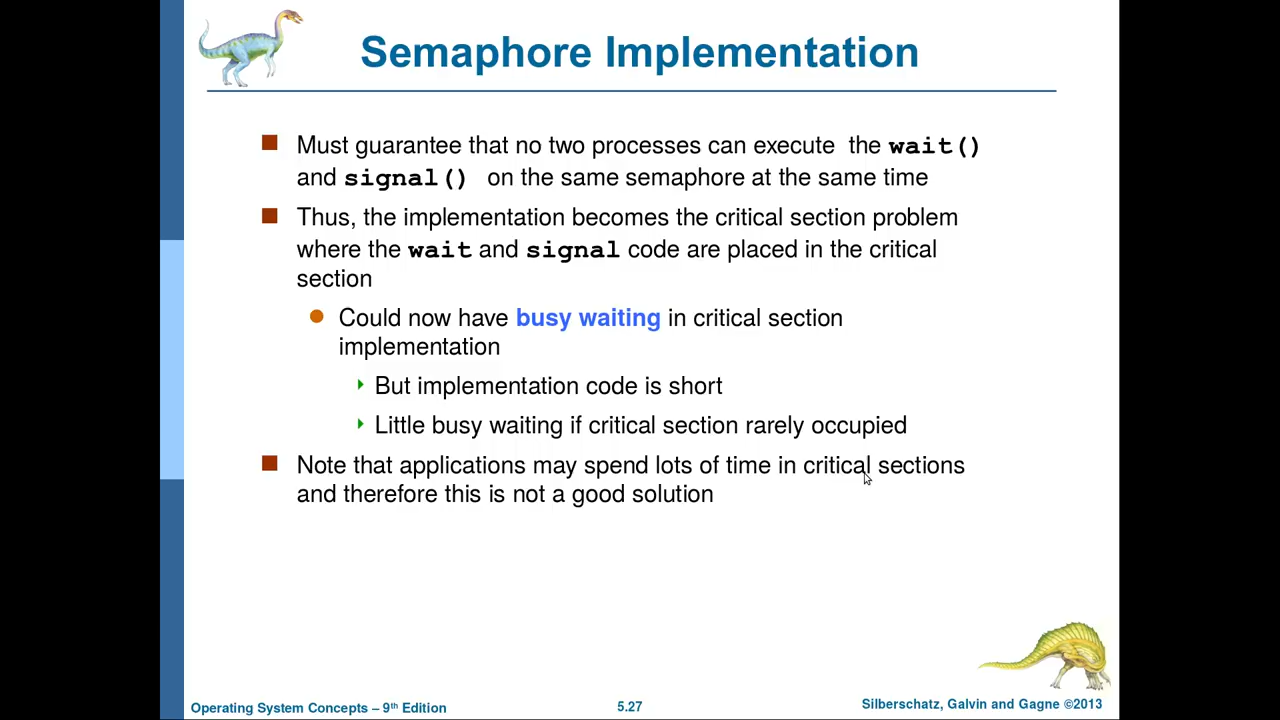 Semaphore Implementation
Must guarantee that no two processes can execute the wait()
and signal() on the same semaphore at the same time
Thus, the implementation becomes the critical section problem
where the wait and signal code are placed in the critical
section
Could now have busy waiting in critical section
implementation
But implementation code is short
Little busy waiting if critical section rarely occupied
Note that applications may spend lots of time in critical sections
and therefore this is not a good solution
Operating System Concepts – 9th Edition
5.27
Silberschatz, Galvin and Gagne ©2013